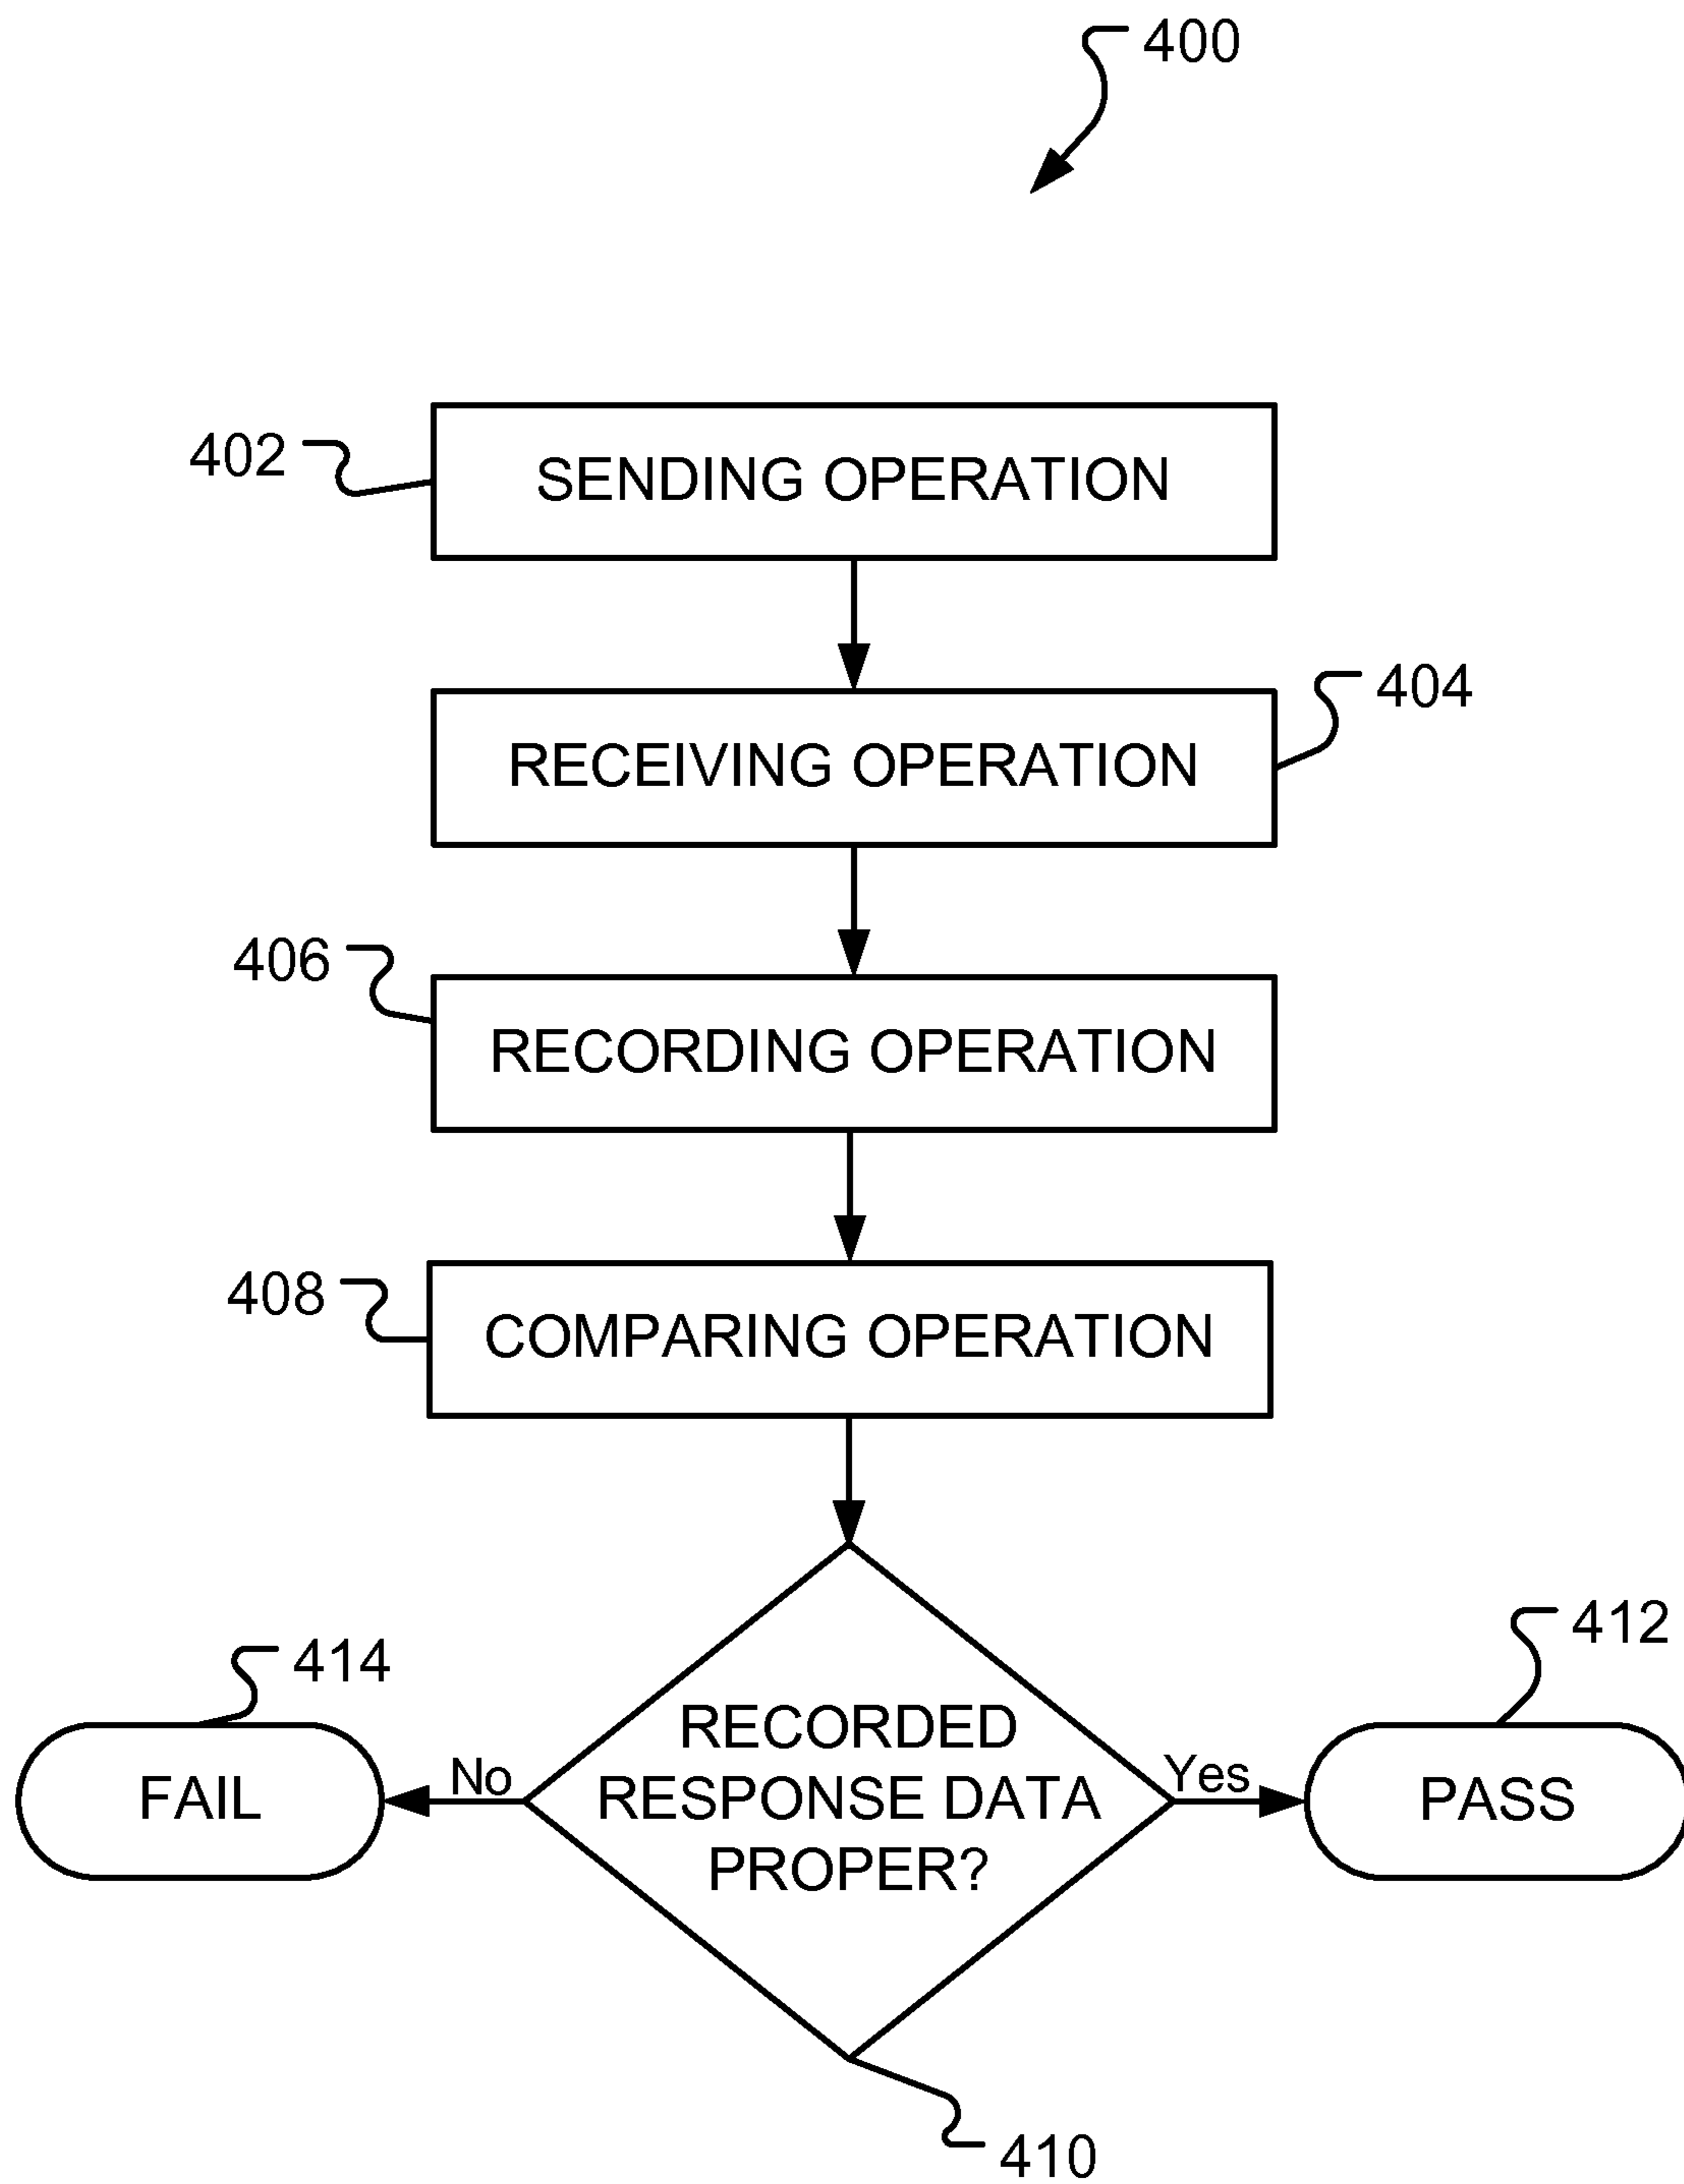 400
402
SENDING OPERATION
404
RECEIVING OPERATION
406
RECORDING OPERATION
408
COMPARING OPERATION
414
412
RECORDED
RESPONSE DATA
PROPER?
No
Yes
FAIL
PASS
410